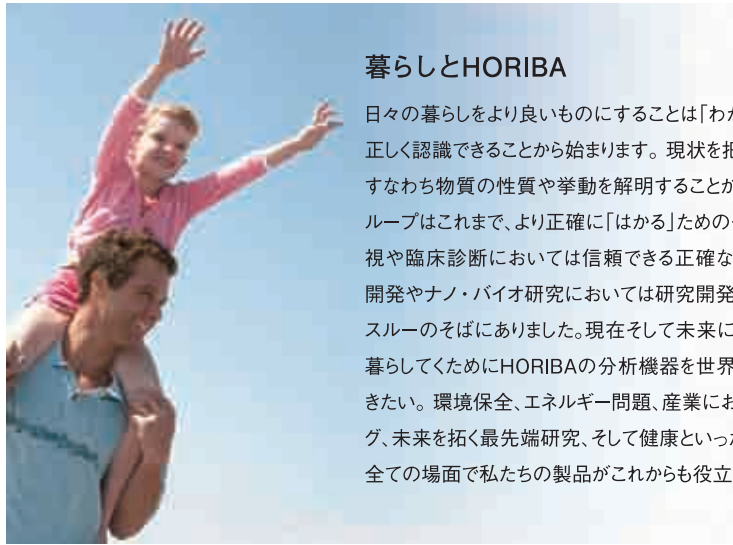 暮らしとHORIBA
日々の暮らしをより良いものにすることは「わか
正しく認識できることから始まります。現状を把
すなわち物質の性質や挙動を解明することが
ループはこれまで、より正確に「はかる」ための
視や臨床診断においては信頼できる正確な
開発やナノ・バイオ研究においては研究開発
スルーのそばにありました。現在そして未来に
暮らしてくためにHORIBAの分析機器を世界
きたい。環境保全、エネルギー問題、産業にお
グ、未来を拓く最先端研究、そして健康といっ
全ての場面で私たちの製品がこれからも役立